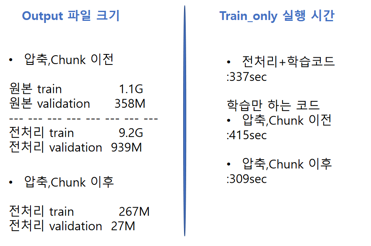 Output 파일 크기
• 압축,Chunk 이전
원본 train 1.1G
원본 validation 358M
--- --- --- --- --- --- --- ---
전처리 train 9.2G
전처리 validation 939M
• 압축,Chunk 이후
전처리 train 267M
전처리 validation 27M
Train_only 실행 시간
• 전처리+학습코드
:337sec
학습만 하는 코드
• 압축,Chunk 이전
:415sec
• 압축,Chunk 이후
:309sec